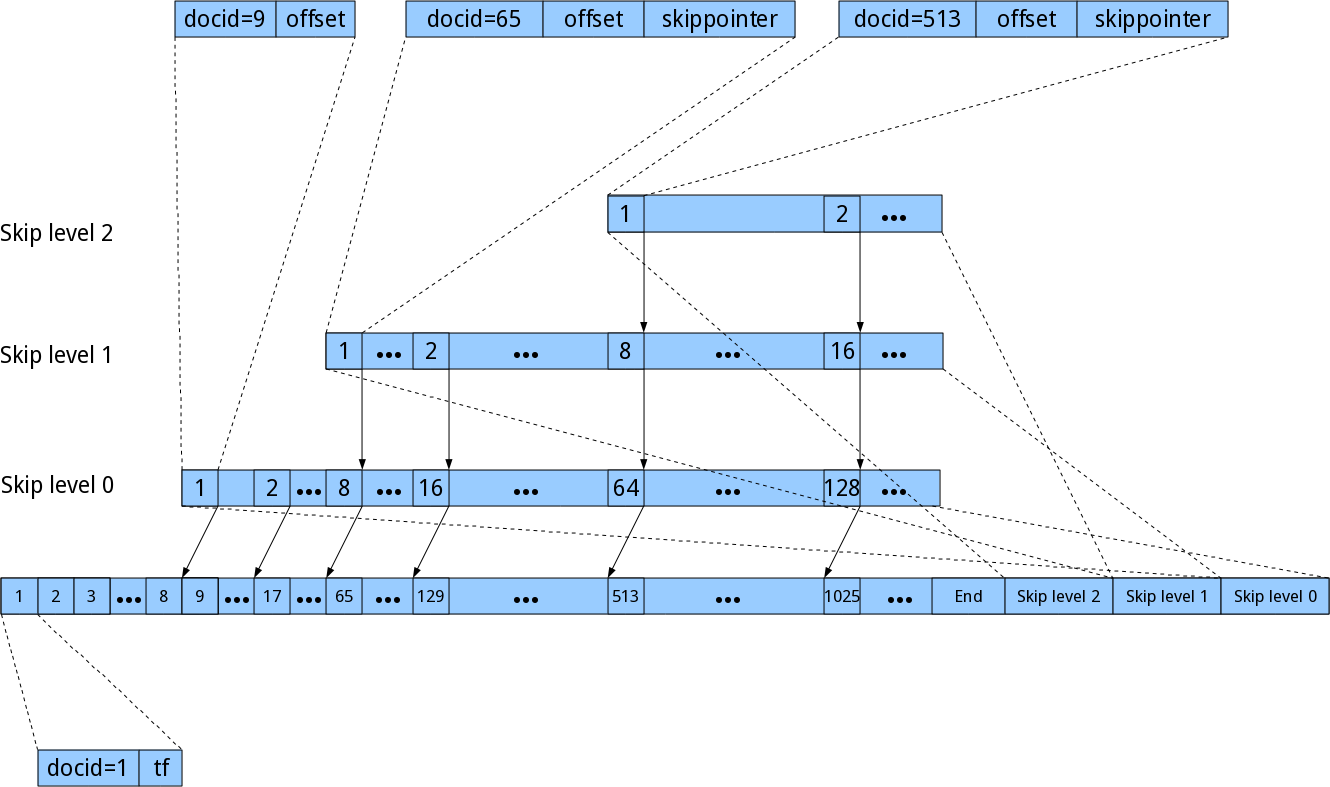 docid=9 offset docid=65 offset skippointer docid=513 offset skippointer
Skip level 2 1 2 •••
Skip level 1 1 ••• 2 ••• 8 ••• 16 •••
Skip level 0 1 2 ••• 8 ••• 16 ••• 64 ••• 128 •••
1 2 3 ••• 8 9 ••• 17 ••• 65 ••• 129 ••• 513 ••• 1025 ••• End Skip level 2 Skip level 1 Skip level 0
docid=1 tf